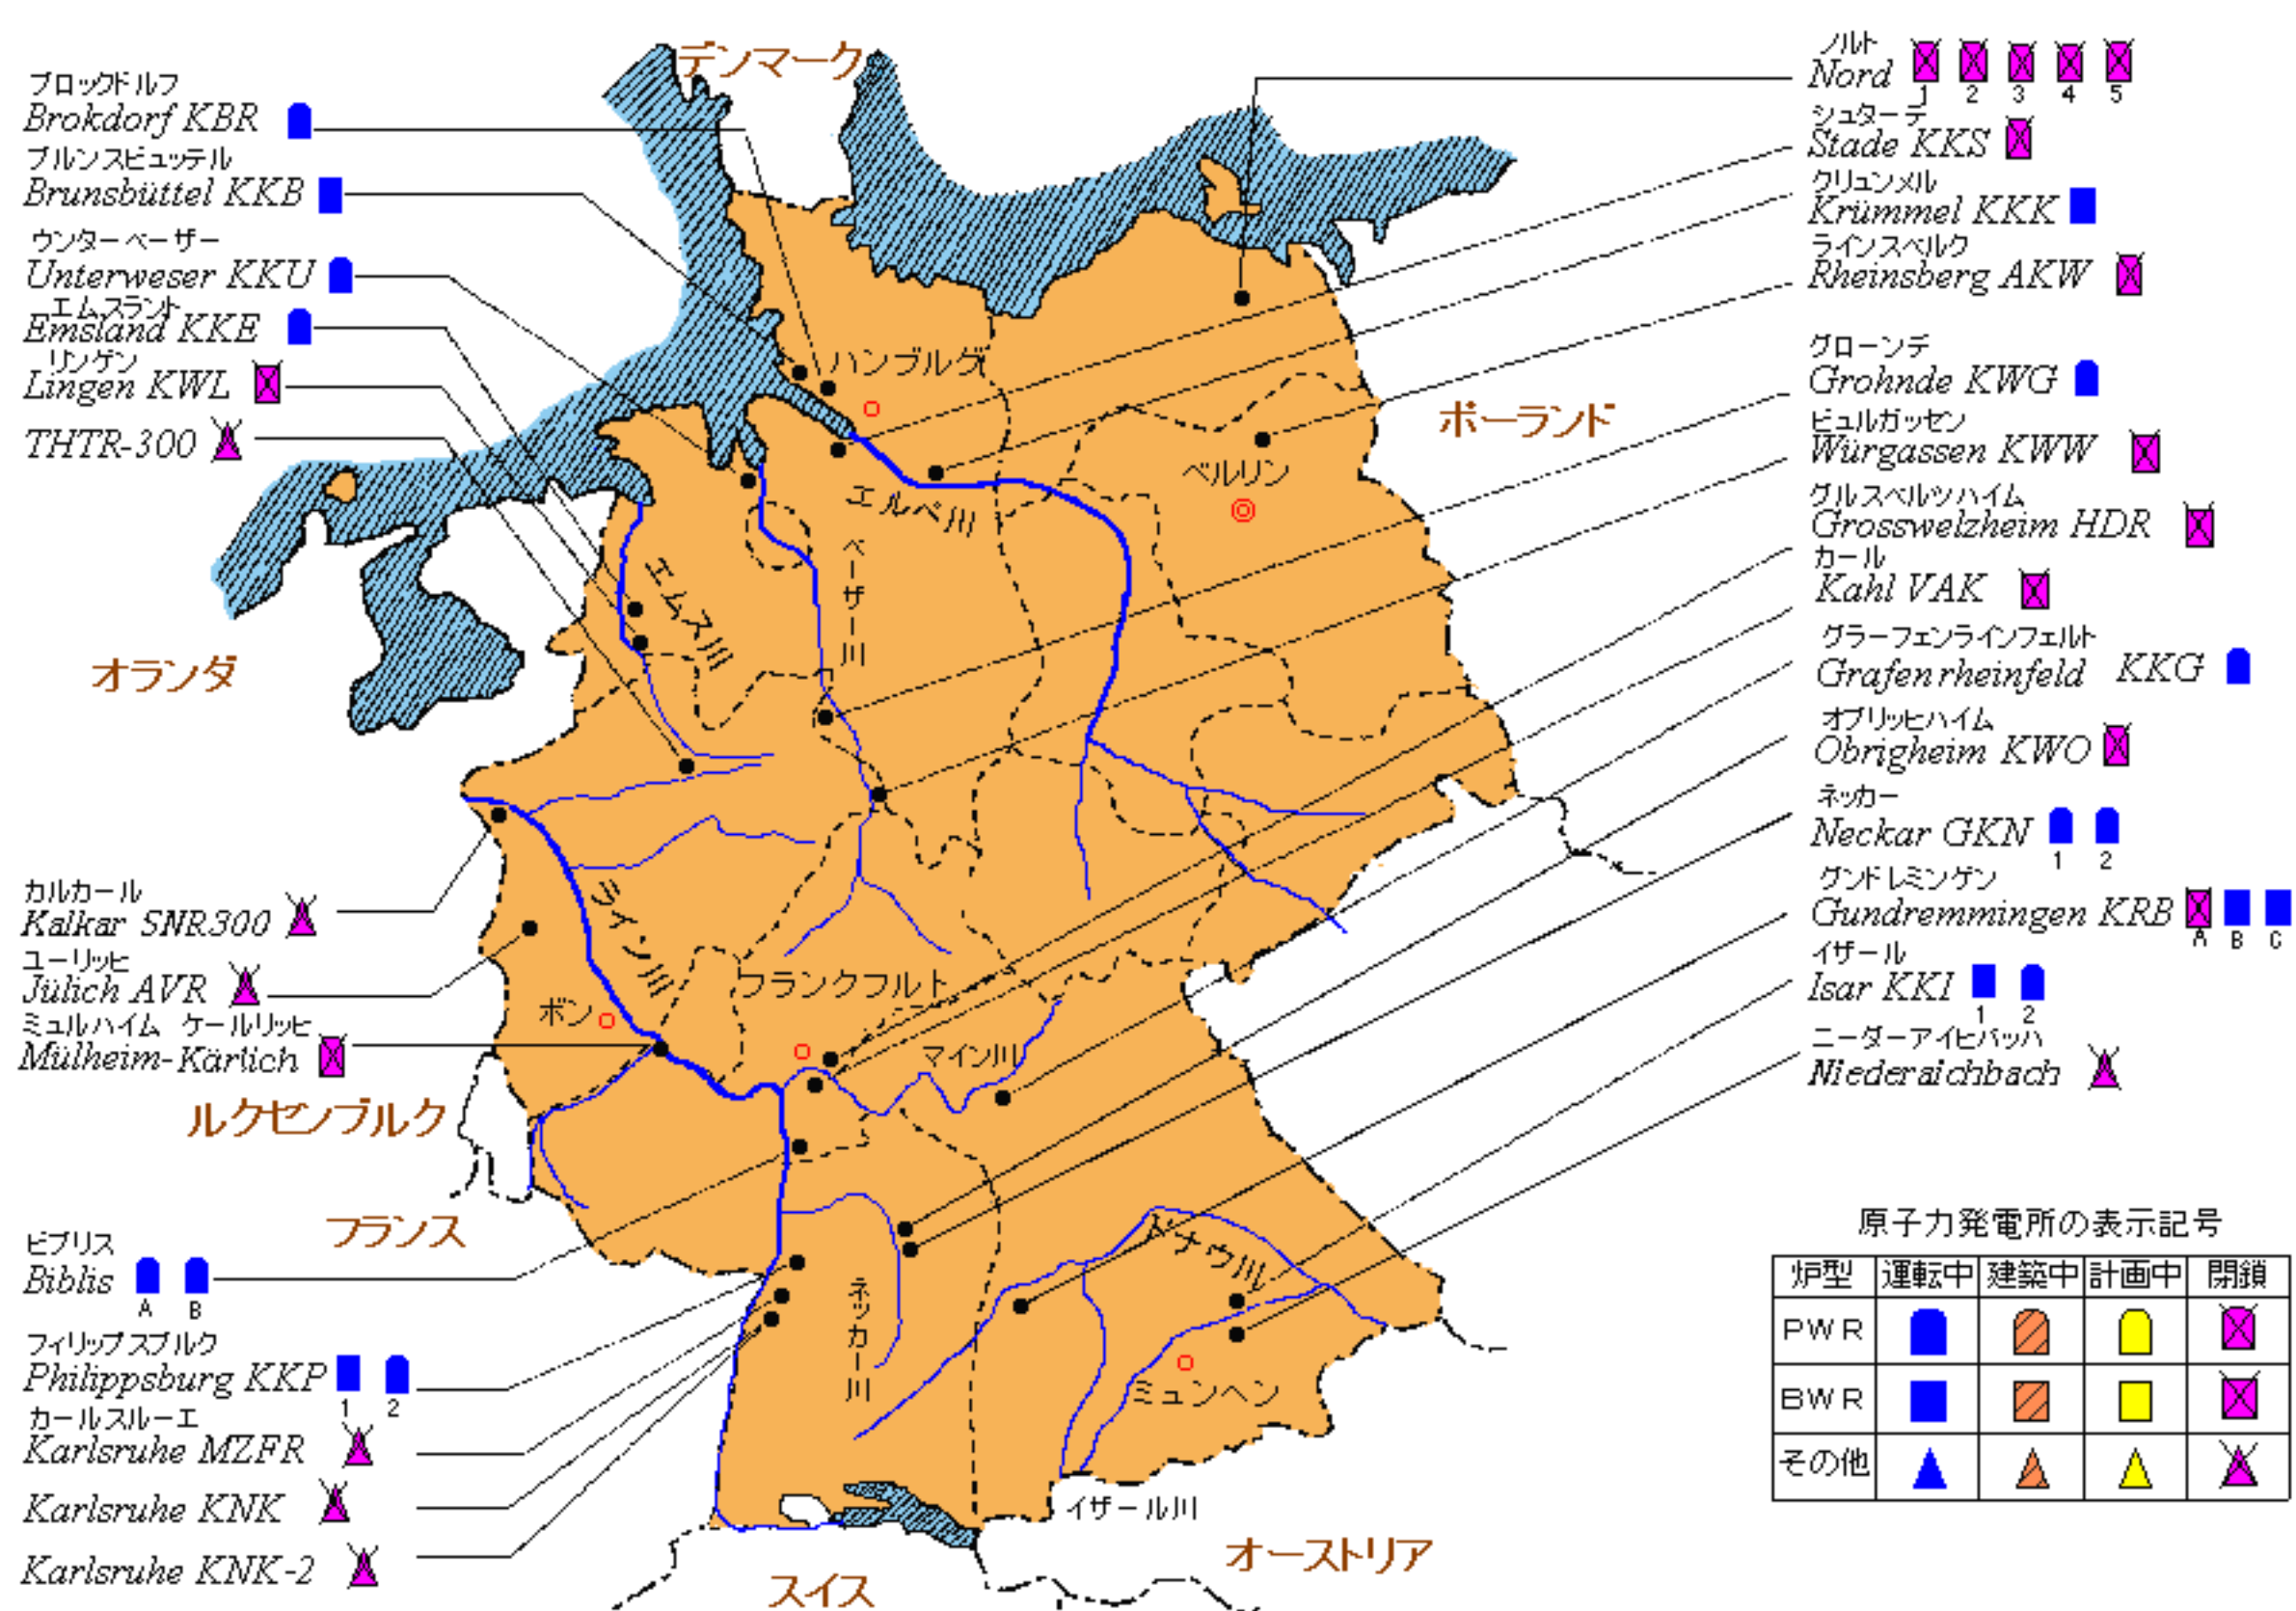 デンマーク
ブロックドルフ
Brokdorf KBR
ブルンスビュッテル
Brunsbüttel KKB
ウンターベーザー
Unterweser KKU
エムスラント
Emsland KKE
リンゲン
Lingen KWL
THTR-300
オランダ
カルカール
Kalkar SNR300
ユーリッヒ
Jülich AVR
ミュルハイム ケールリッヒ
Mülheim-Kärlich
ルクセンブルク
フランス
ビブリス
Biblis
A B
フィリップスブルク
Philippsburg KKP
1 2
カールスルーエ
Karlsruhe MZFR
Karlsruhe KNK
Karlsruhe KNK-2
ハンブルグ
エルベ川
ベルリン
ベーザー川
エムス川
ライン川
ボン
フランクフルト
マイン川
ネッカー川
ドナウ川
ミュンヘン
イザール川
スイス
オーストリア
ポーランド
ノルト
Nord
1 2 3 4 5
シュターデ
Stade KKS
クリュンメル
Krümmel KKK
ラインスベルク
Rheinsberg AKW
グローンデ
Grohnde KWG
ビュルガッセン
Würgassen KWW
グルスベルツハイム
Grosswelzheim HDR
カール
Kahl VAK
グラーフェンラインフェルト
Grafenrheinfeld KKG
オブリッヒハイム
Obrigheim KWO
ネッカー
Neckar GKN
1 2
グンドレミンゲン
Gundremmingen KRB
A B C
イザール
Isar KKI
1 2
ニーダーアイヒバッハ
Niederaichbach
原子力発電所の表示記号
炉型 運転中 建築中 計画中 閉鎖
PWR
BWR
その他